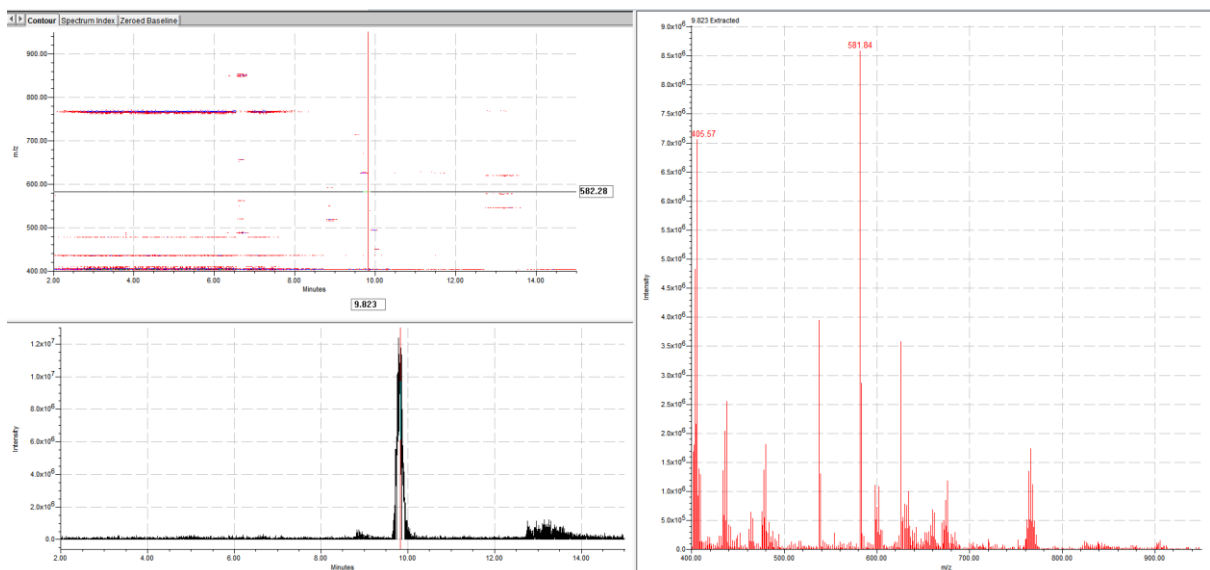 Contour Spectrum Index Zeroed Baseline
900.00
800.00
700.00
600.00
500.00
400.00
m/z
582.28
2.00 4.00 6.00 8.00 10.00 12.00 14.00
Minutes
9.823
1.2x10⁷
1.0x10⁷
8.0x10⁶
6.0x10⁶
4.0x10⁶
2.0x10⁶
0.0
Intensity
2.00 4.00 6.00 8.00 10.00 12.00 14.00
Minutes
9.823 Extracted
9.0x10⁶
8.5x10⁶
8.0x10⁶
7.5x10⁶
7.0x10⁶
6.5x10⁶
6.0x10⁶
5.5x10⁶
5.0x10⁶
4.5x10⁶
4.0x10⁶
3.5x10⁶
3.0x10⁶
2.5x10⁶
2.0x10⁶
1.5x10⁶
1.0x10⁶
5.0x10⁵
0.0
Intensity
581.84
405.57
400.00 500.00 600.00 700.00 800.00 900.00
m/z